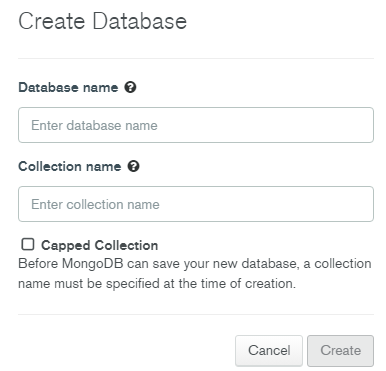 Create Database
Database name
Enter database name
Collection name
Enter collection name
Capped Collection
Before MongoDB can save your new database, a collection
name must be specified at the time of creation.
Cancel Create